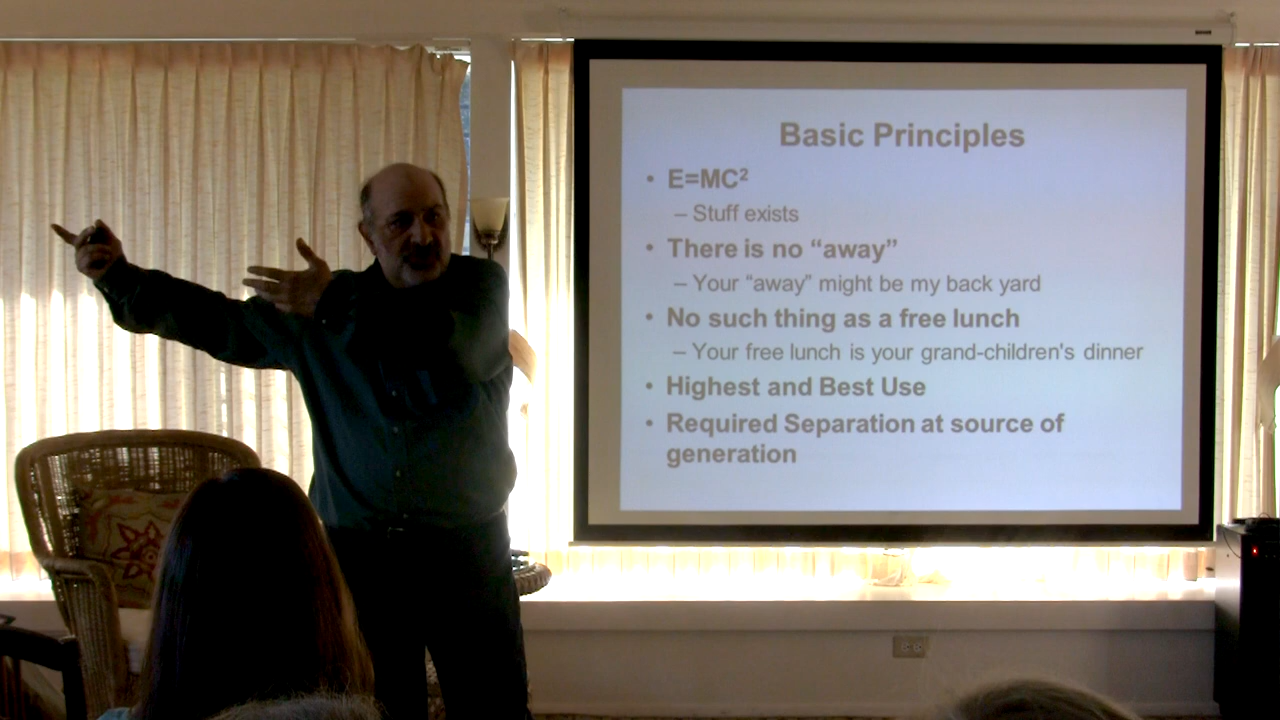 Basic Principles
• E=MC²
– Stuff exists
• There is no “away”
– Your “away” might be my back yard
• No such thing as a free lunch
– Your free lunch is your grand-children's dinner
• Highest and Best Use
• Required Separation at source of
generation